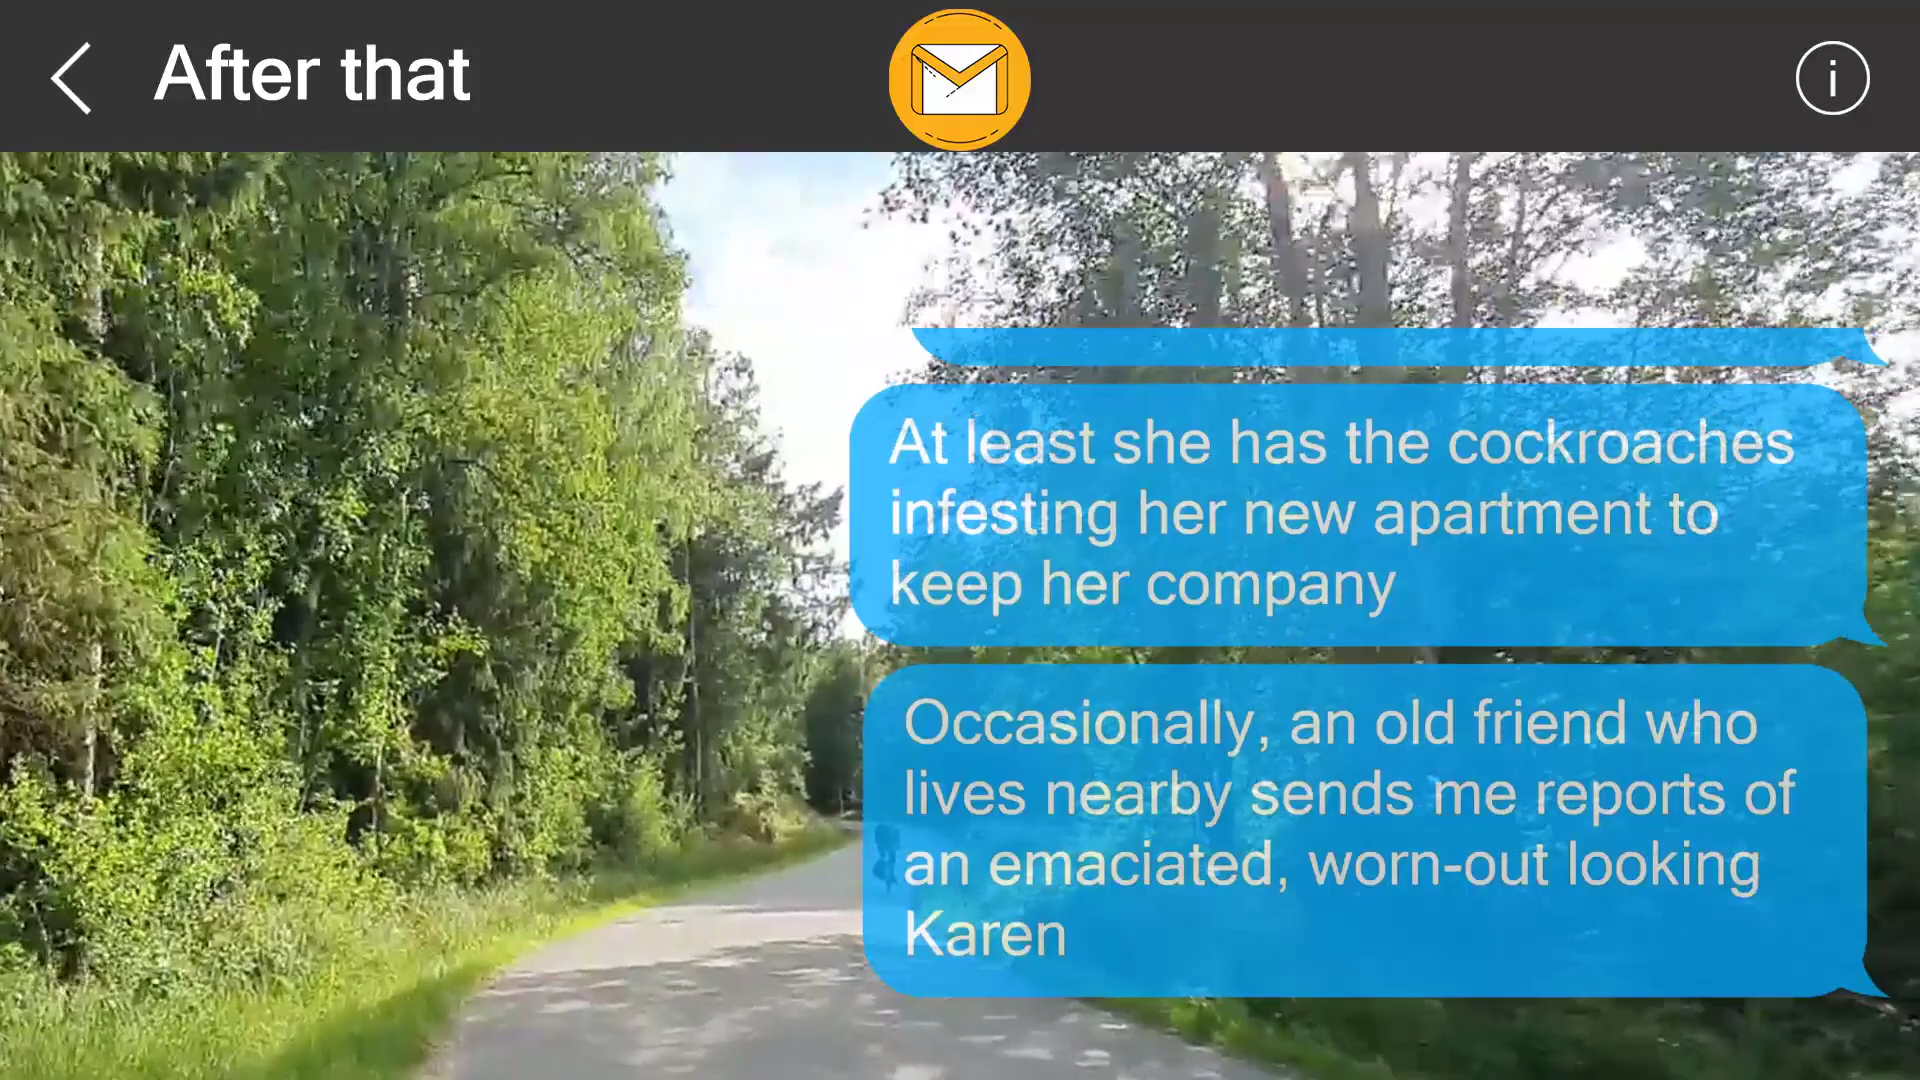 After that
At least she has the cockroaches
infesting her new apartment to
keep her company
Occasionally, an old friend who
lives nearby sends me reports of
an emaciated, worn-out looking
Karen